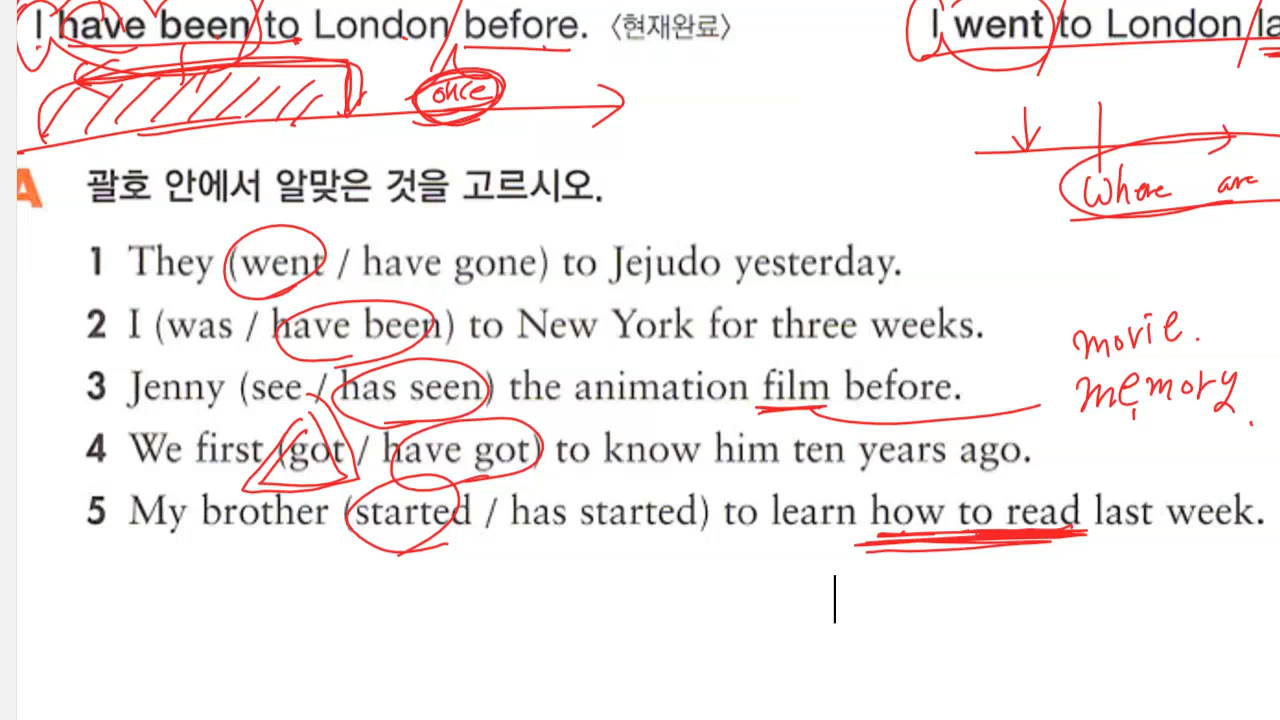 I have been to London before. 〈현재완료〉
I went to London la
once
Where are
A 괄호 안에서 알맞은 것을 고르시오.
1 They (went / have gone) to Jejudo yesterday.
2 I (was / have been) to New York for three weeks.
movie.
3 Jenny (see / has seen) the animation film before.
memory.
4 We first (got / have got) to know him ten years ago.
5 My brother (started / has started) to learn how to read last week.